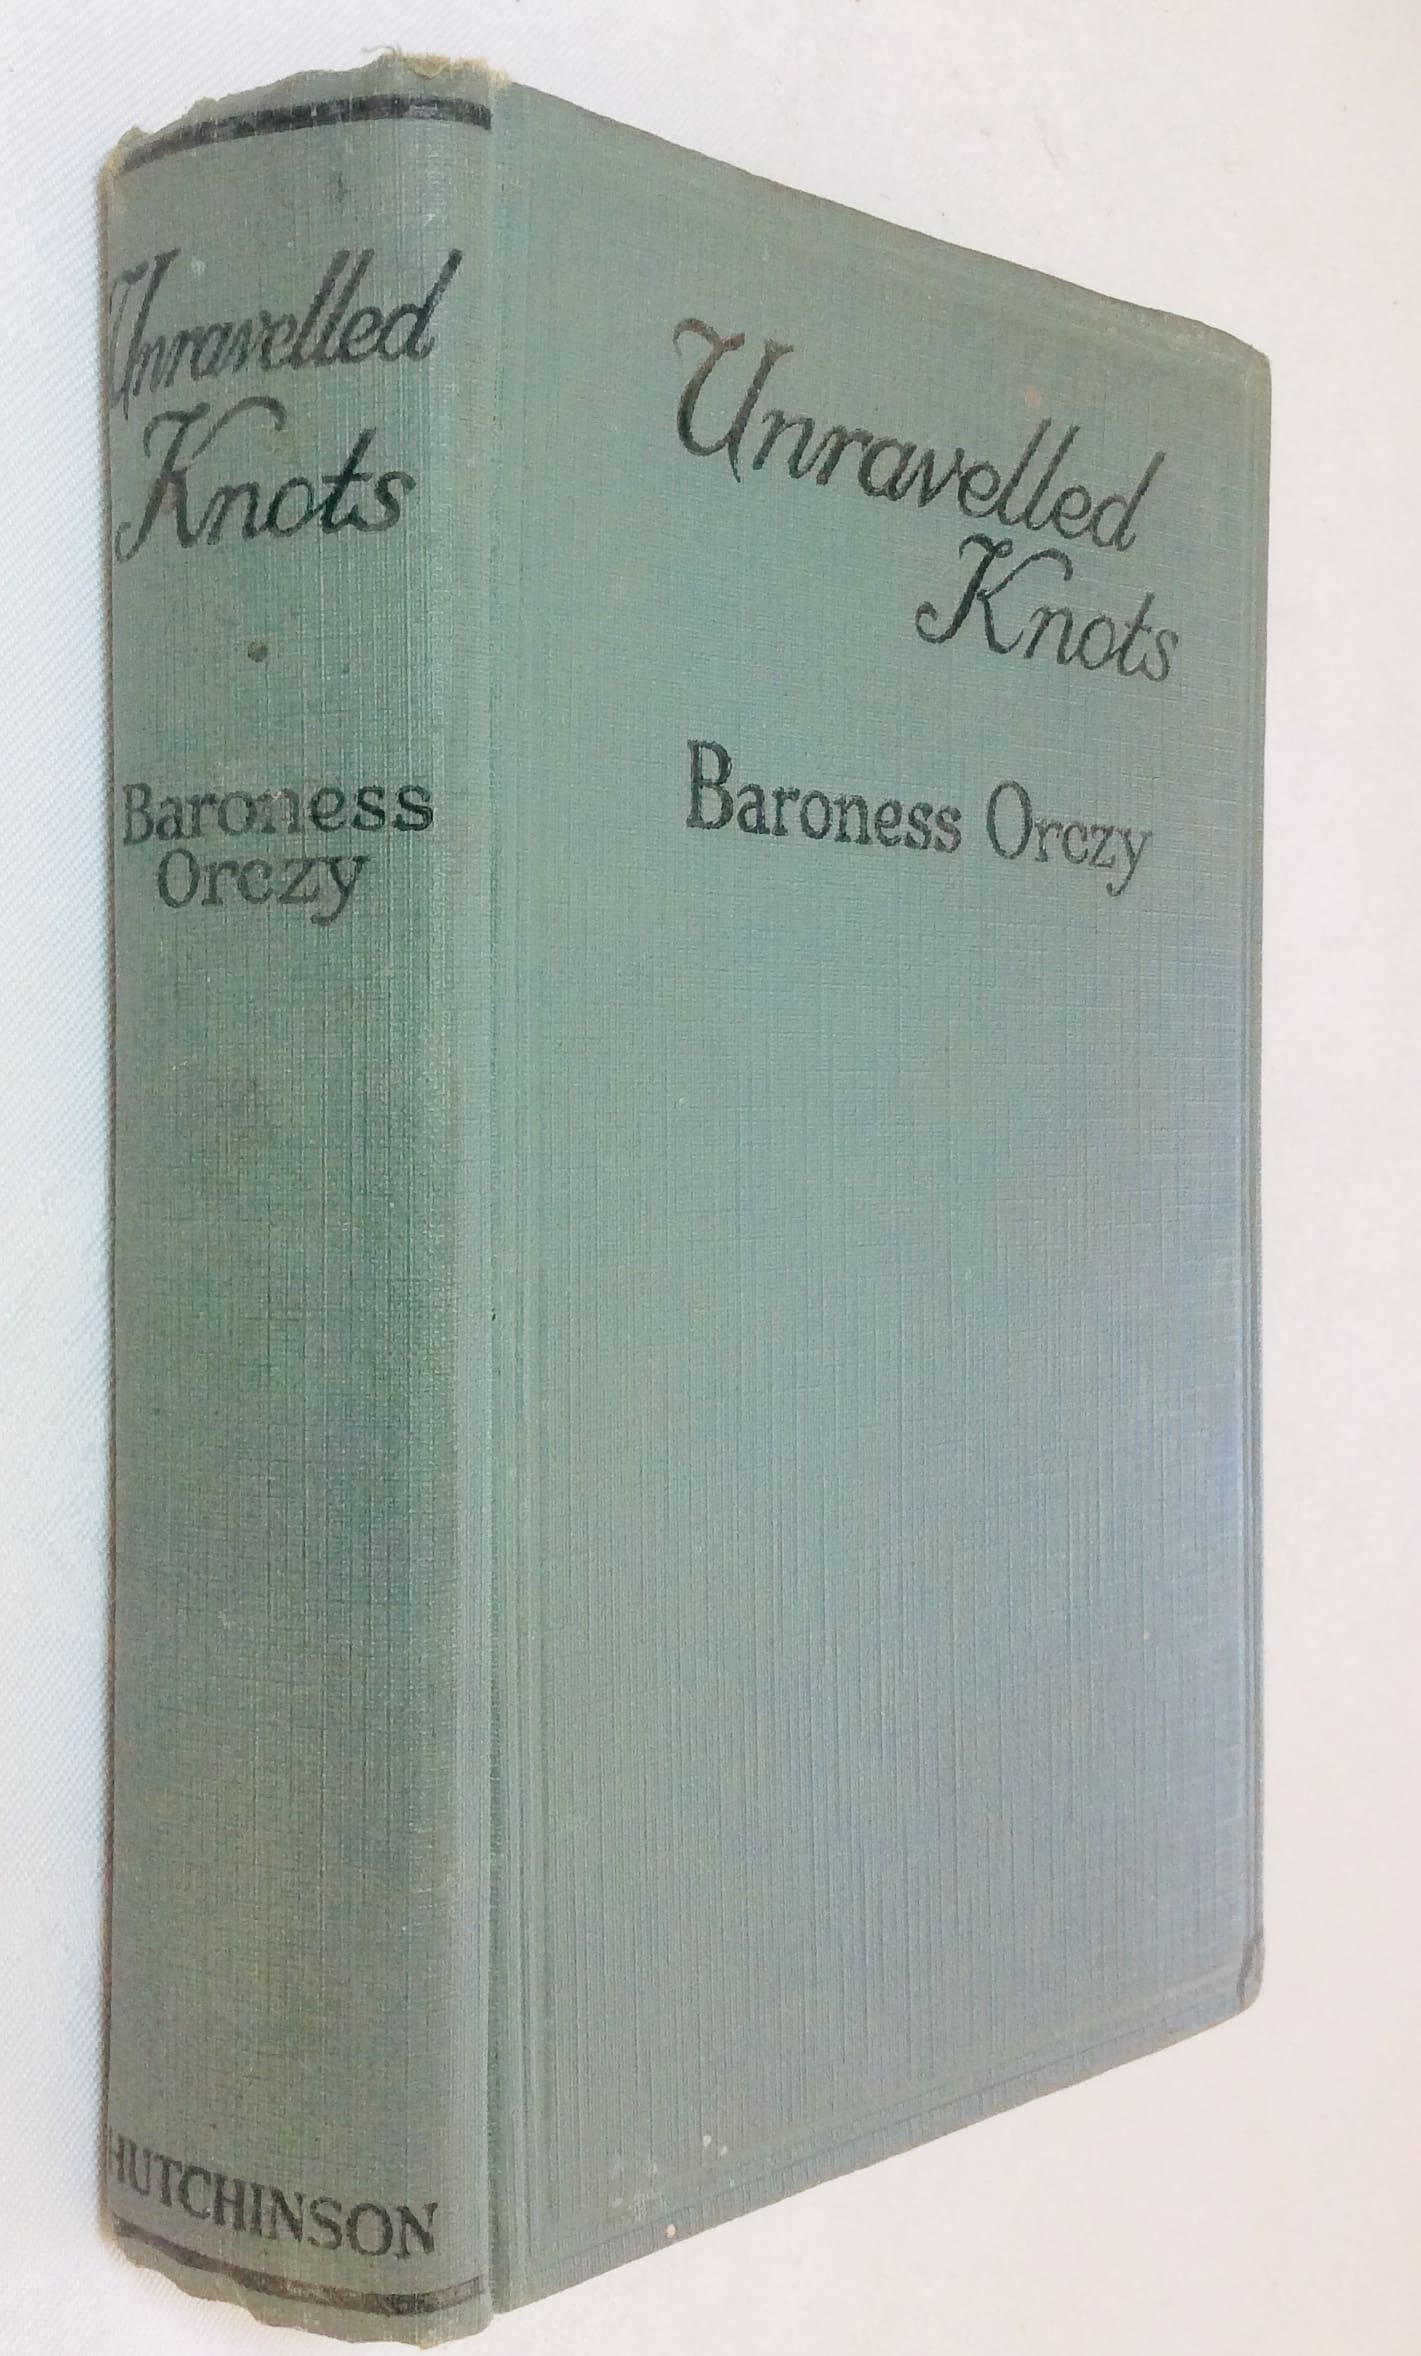 Unravelled
Knots
Baroness
Orczy
HUTCHINSON
Unravelled
Knots
Baroness Orczy